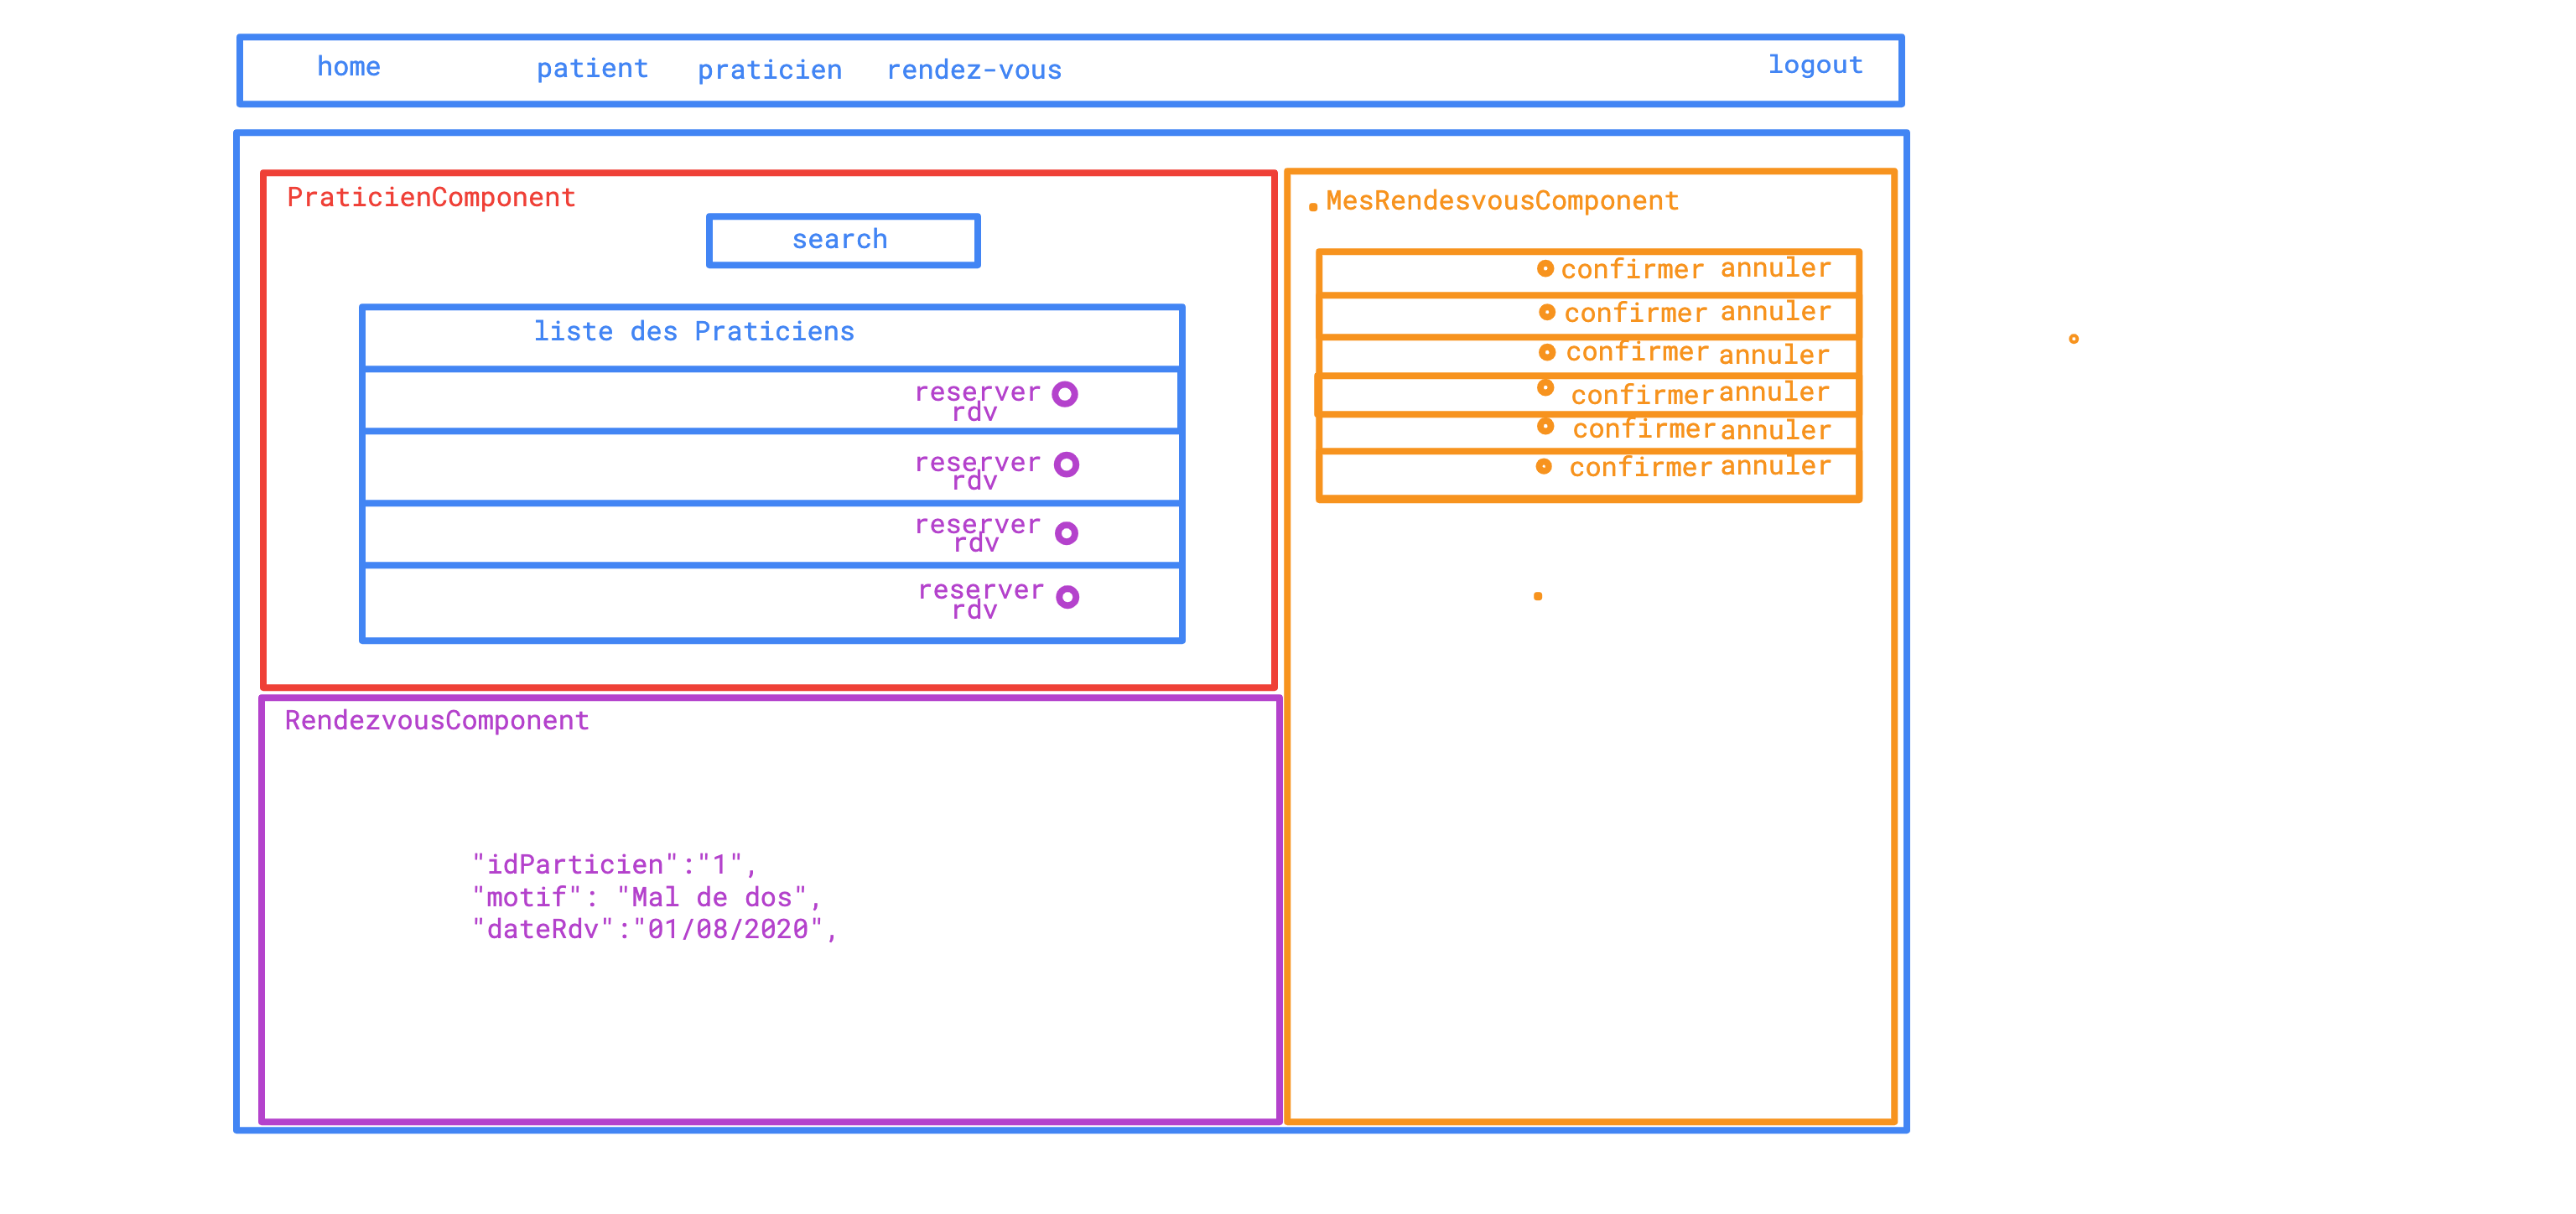 home patient praticien rendez-vous logout
PraticienComponent
search
liste des Praticiens
reserver
rdv
reserver
rdv
reserver
rdv
reserver
rdv
RendezvousComponent
"idParticien":"1",
"motif": "Mal de dos",
"dateRdv":"01/08/2020",
MesRendesvousComponent
confirmer annuler
confirmer annuler
confirmer annuler
confirmer annuler
confirmer annuler
confirmer annuler